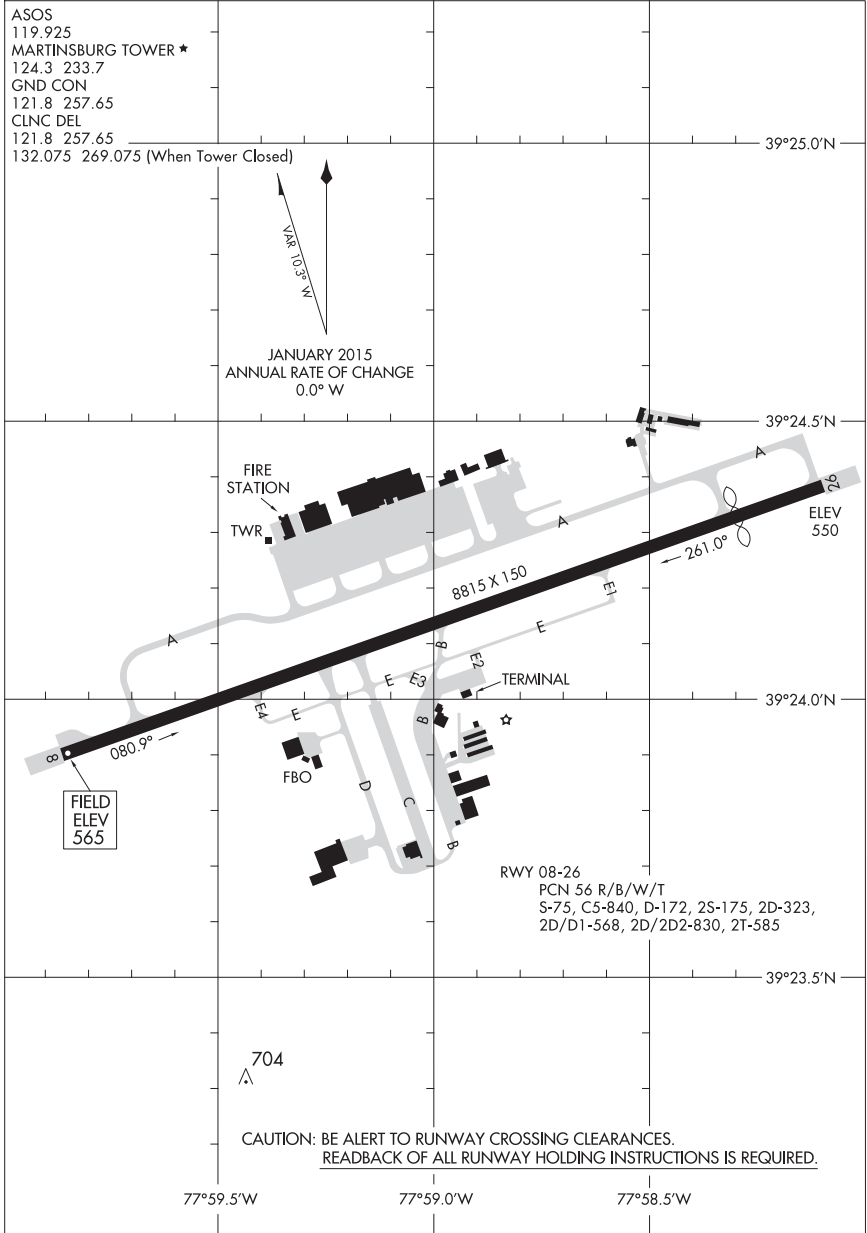 ASOS
119.925
MARTINSBURG TOWER ★
124.3 233.7
GND CON
121.8 257.65
CLNC DEL
121.8 257.65
132.075 269.075 (When Tower Closed)
39°25.0'N
VAR 10.3° W
JANUARY 2015
ANNUAL RATE OF CHANGE
0.0° W
39°24.5'N
A
26
ELEV
550
FIRE
STATION
TWR
A
261.0°
8815 X 150
E1
E
B
E2
A
E
E3
TERMINAL
39°24.0'N
E4
E
B
080.9°
8
FBO
FIELD
ELEV
565
D
C
B
RWY 08-26
PCN 56 R/B/W/T
S-75, C5-840, D-172, 2S-175, 2D-323,
2D/D1-568, 2D/2D2-830, 2T-585
39°23.5'N
704
CAUTION: BE ALERT TO RUNWAY CROSSING CLEARANCES.
READBACK OF ALL RUNWAY HOLDING INSTRUCTIONS IS REQUIRED.
77°59.5'W
77°59.0'W
77°58.5'W